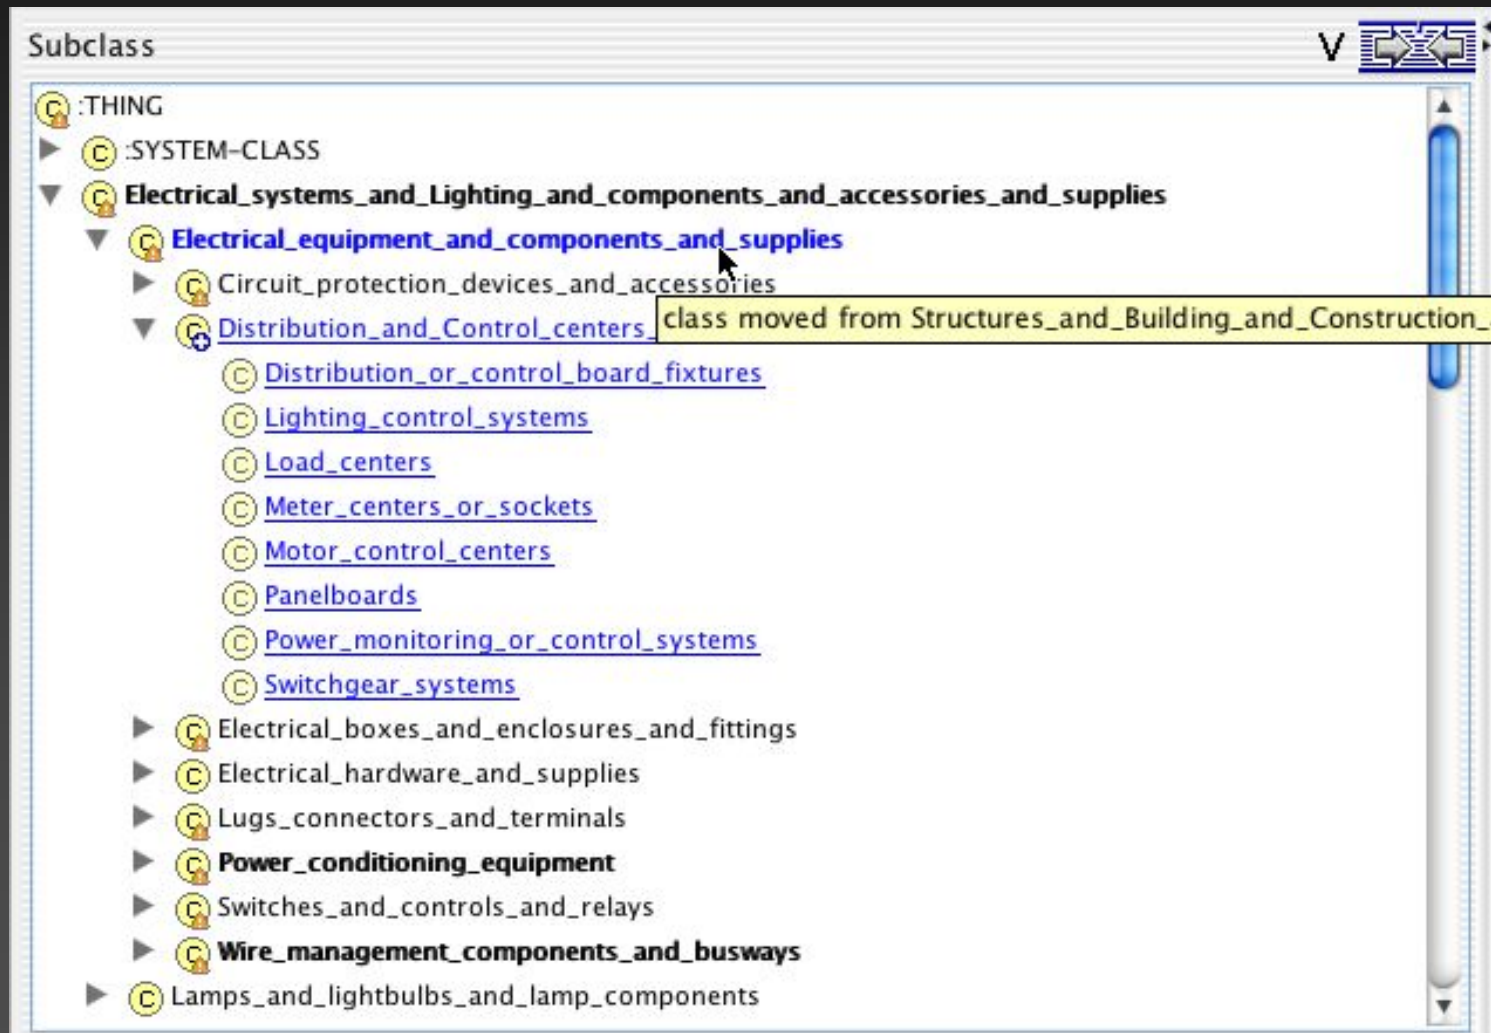 Subclass V
:THING
:SYSTEM-CLASS
Electrical_systems_and_Lighting_and_components_and_accessories_and_supplies
Electrical_equipment_and_components_and_supplies
Circuit_protection_devices_and_accessories
Distribution_and_Control_centers_
class moved from Structures_and_Building_and_Construction_
Distribution_or_control_board_fixtures
Lighting_control_systems
Load_centers
Meter_centers_or_sockets
Motor_control_centers
Panelboards
Power_monitoring_or_control_systems
Switchgear_systems
Electrical_boxes_and_enclosures_and_fittings
Electrical_hardware_and_supplies
Lugs_connectors_and_terminals
Power_conditioning_equipment
Switches_and_controls_and_relays
Wire_management_components_and_busways
Lamps_and_lightbulbs_and_lamp_components